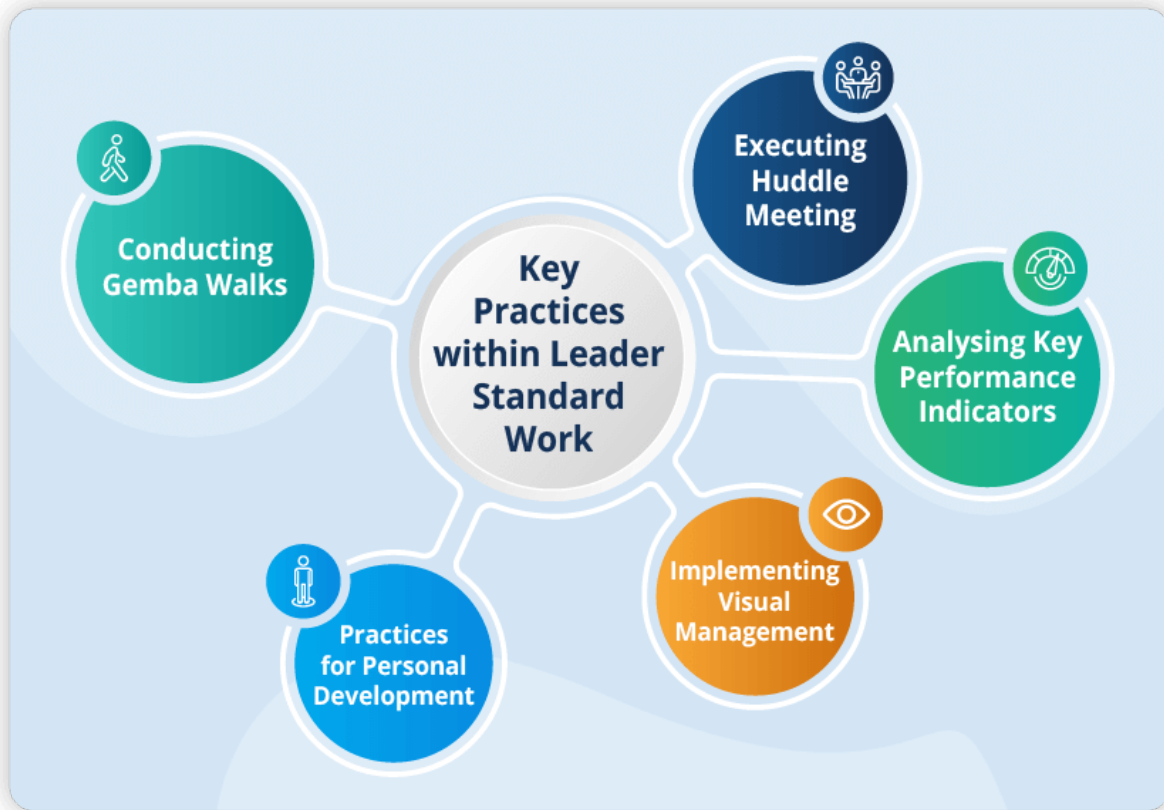 Key
Practices
within Leader
Standard
Work
Conducting
Gemba Walks
Executing
Huddle
Meeting
Analysing Key
Performance
Indicators
Implementing
Visual
Management
Practices
for Personal
Development